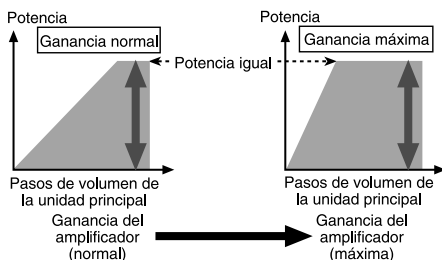 Potencia
Ganancia normal
Potencia
Ganancia máxima
Potencia igual
Pasos de volumen de
la unidad principal
Pasos de volumen de
la unidad principal
Ganancia del
amplificador
(normal)
Ganancia del
amplificador
(máxima)